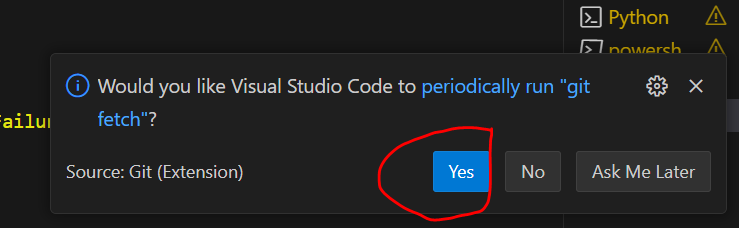 Python
powersh
Would you like Visual Studio Code to periodically run "git
fetch"?
Failur
Source: Git (Extension)
Yes
No
Ask Me Later